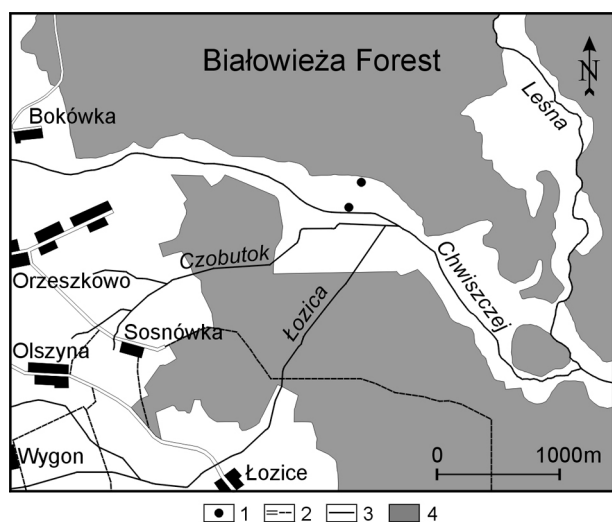 Białowieża Forest
N
Leśna
Bokówka
Czobutok
Chwiszczej
Orzeszkowo
Łozica
Sosnówka
Olszyna
Wygon
Łozice
0 1000m
1 2 3 4